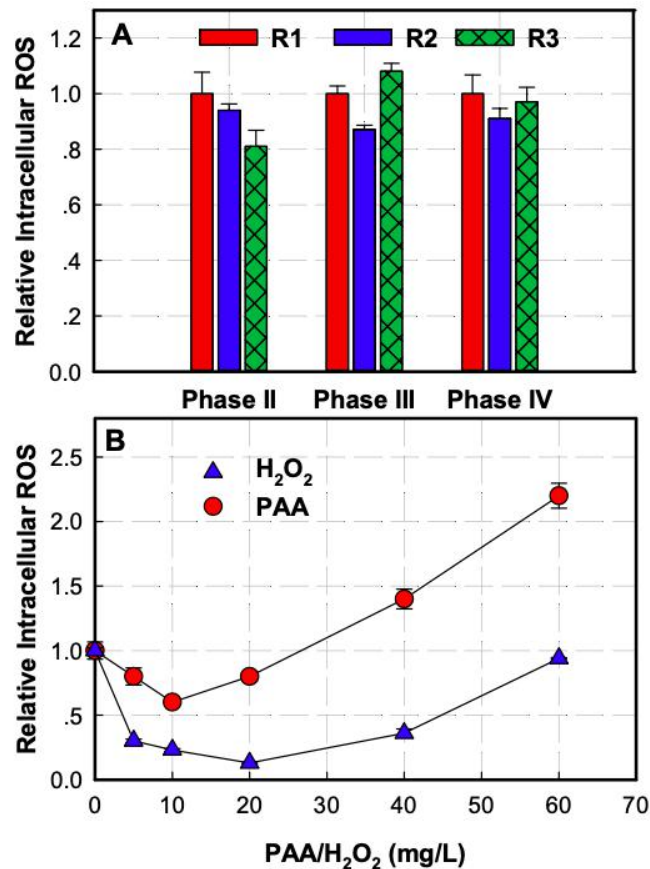 A
R1 R2 R3
Relative Intracellular ROS
1.2
1.0
0.8
.6
.4
.2
0.0
Phase II Phase III Phase IV
B
H₂O₂
PAA
Relative Intracellular ROS
2.5
2.0
1.5
1.0
.5
0.0
0 10 20 30 40 50 60 70
PAA/H₂O₂ (mg/L)